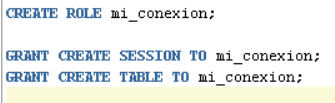 CREATE ROLE mi_conexion;
GRANT CREATE SESSION TO mi_conexion;
GRANT CREATE TABLE TO mi_conexion;